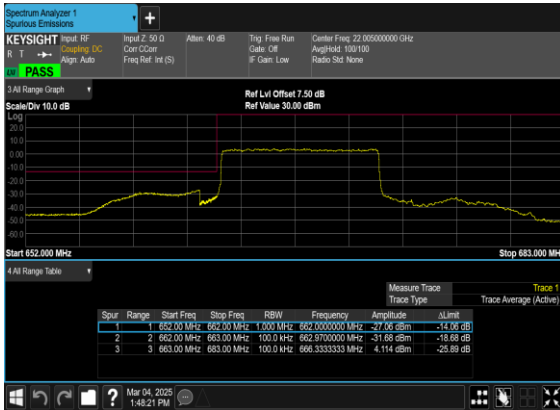 Spectrum Analyzer 1
Spurious Emissions
KEYSIGHT Input: RF Input Z: 50 Ω Atten: 40 dB Trig: Free Run Center Freq: 22.005000000 GHz
R T Coupling: DC Corr CCorr Gate: Off Avg|Hold: 100/100
Align: Auto Freq Ref: Int (S) IF Gain: Low Radio Std: None
PASS
3 All Range Graph
Ref Lvl Offset 7.50 dB
Scale/Div 10.0 dB Ref Value 30.00 dBm
Log
20.0
10.0
0.00
-10.0
-20.0
-30.0
-40.0
-50.0
-60.0
Start 652.000 MHz Stop 683.000 MH
4 All Range Table
Measure Trace Trace 1
Trace Type Trace Average (Active)
Spur Range Start Freq Stop Freq RBW Frequency Amplitude ΔLimit
1 1 652.00 MHz 662.00 MHz 1.000 MHz 662.0000000 MHz -27.06 dBm -14.06 dB
2 2 662.00 MHz 663.00 MHz 100.0 kHz 662.9700000 MHz -31.68 dBm -18.68 dB
3 3 663.00 MHz 683.00 MHz 100.0 kHz 666.3333333 MHz 4.114 dBm -25.89 dB
Mar 04, 2025
1:48:21 PM